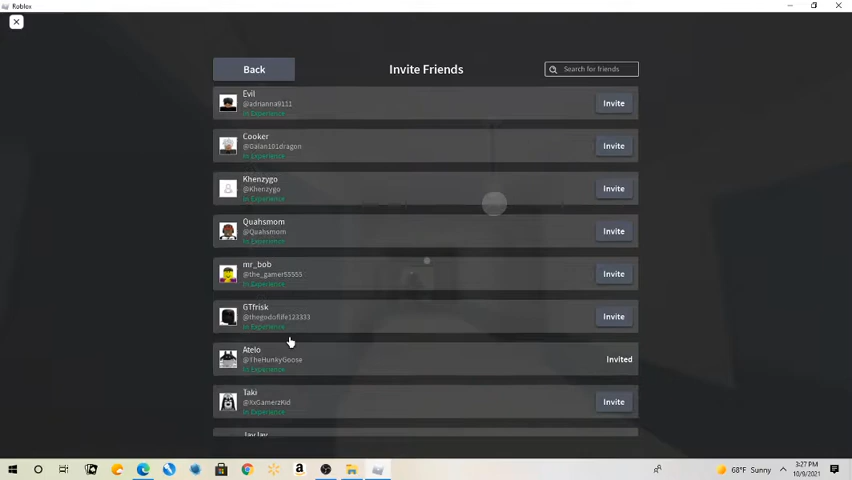 Roblox
Back
Invite Friends
Search for friends
Evil
@adrianna9111
In Experience
Invite
Cooker
@Galan101dragon
In Experience
Invite
Khenzygo
@Khenzygo
In Experience
Invite
Quahsmom
@Quahsmom
In Experience
Invite
mr_bob
@the_gamer55555
In Experience
Invite
GTfrisk
@thegodoflife123333
In Experience
Invite
Atelo
@TheHunkyGoose
In Experience
Invited
Taki
@XxGamerzKid
In Experience
Invite
JayJay
68°F Sunny
3:27 PM
10/9/2021